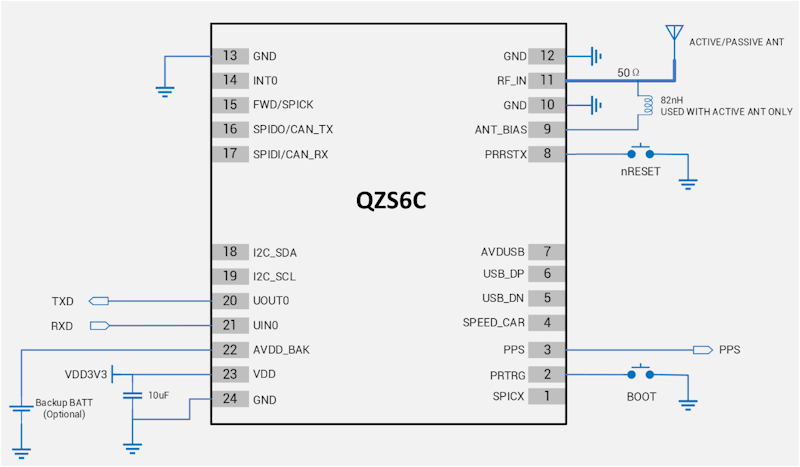 13 GND
14 INT0
15 FWD/SPICK
16 SPIDO/CAN_TX
17 SPIDI/CAN_RX
18 I2C_SDA
19 I2C_SCL
TXD 20 UOUT0
RXD 21 UIN0
22 AVDD_BAK
VDD3V3 23 VDD
10uF
24 GND
Backup BATT
(Optional)
QZS6C
GND 12
ACTIVE/PASSIVE ANT
RF_IN 11 50 Ω
GND 10 82nH
USED WITH ACTIVE ANT ONLY
ANT_BIAS 9
PRRSTX 8
nRESET
AVDUSB 7
USB_DP 6
USB_DN 5
SPEED_CAR 4
PPS 3 PPS
PRTRG 2
BOOT
SPICX 1